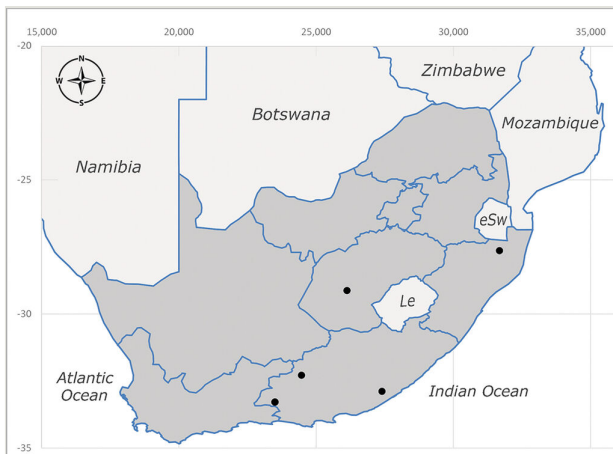 15,000 20,000 25,000 30,000 35,000
-20
N
W E
S
Zimbabwe
Botswana
Mozambique
-25
Namibia
eSw
-30
Le
Atlantic
Ocean
Indian Ocean
-35